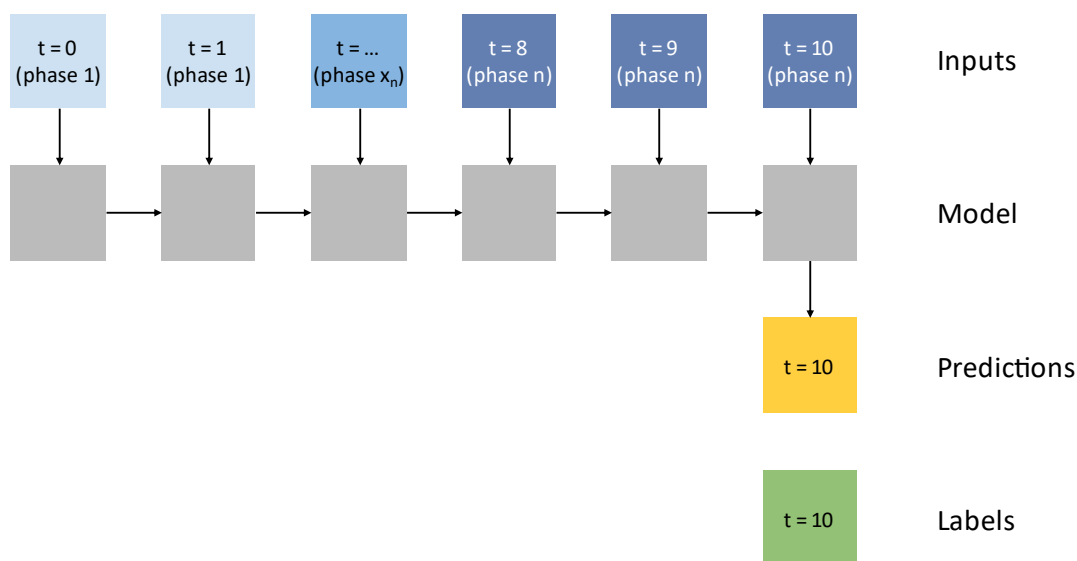 t = 0
(phase 1)
t = 1
(phase 1)
t = ...
(phase xₙ)
t = 8
(phase n)
t = 9
(phase n)
t = 10
(phase n)
Inputs
Model
t = 10
Predictions
t = 10
Labels